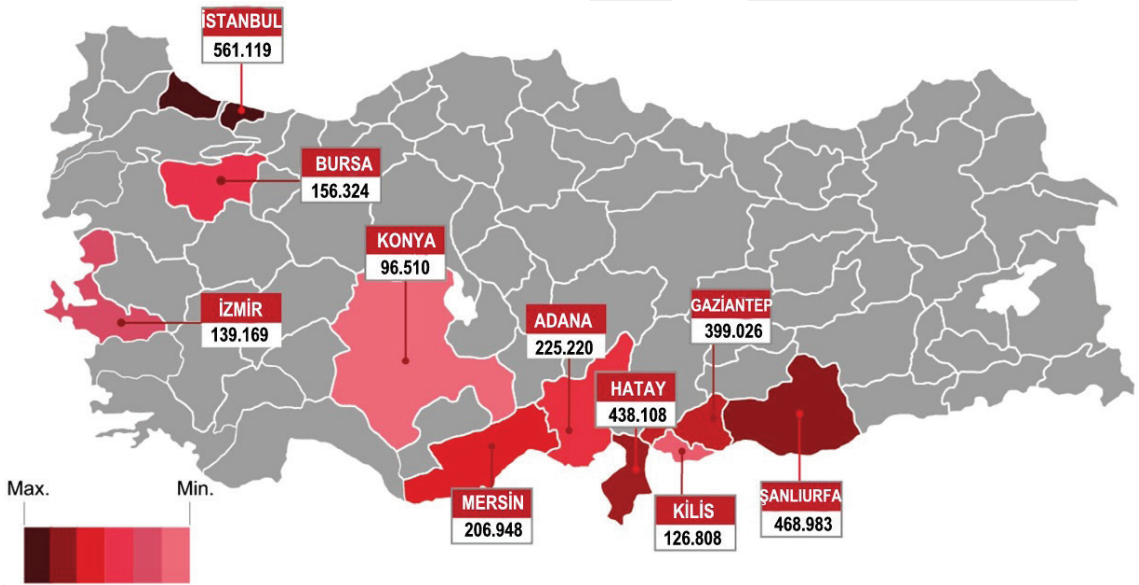 İSTANBUL
561.119
BURSA
156.324
KONYA
96.510
İZMİR
139.169
ADANA
225.220
GAZİANTEP
399.026
HATAY
438.108
MERSİN
206.948
KİLİS
126.808
ŞANLIURFA
468.983
Max.
Min.